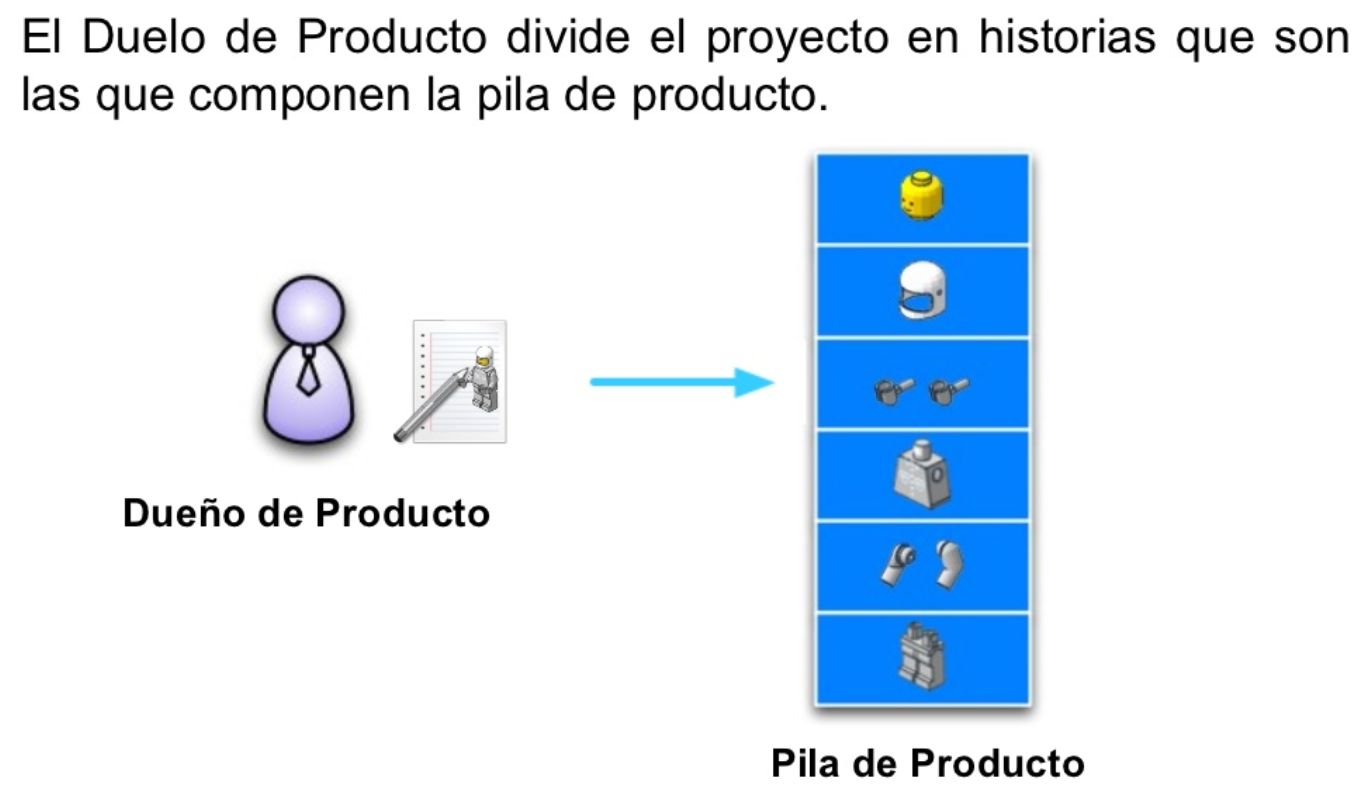 El Duelo de Producto divide el proyecto en historias que son
las que componen la pila de producto.
Dueño de Producto
Pila de Producto